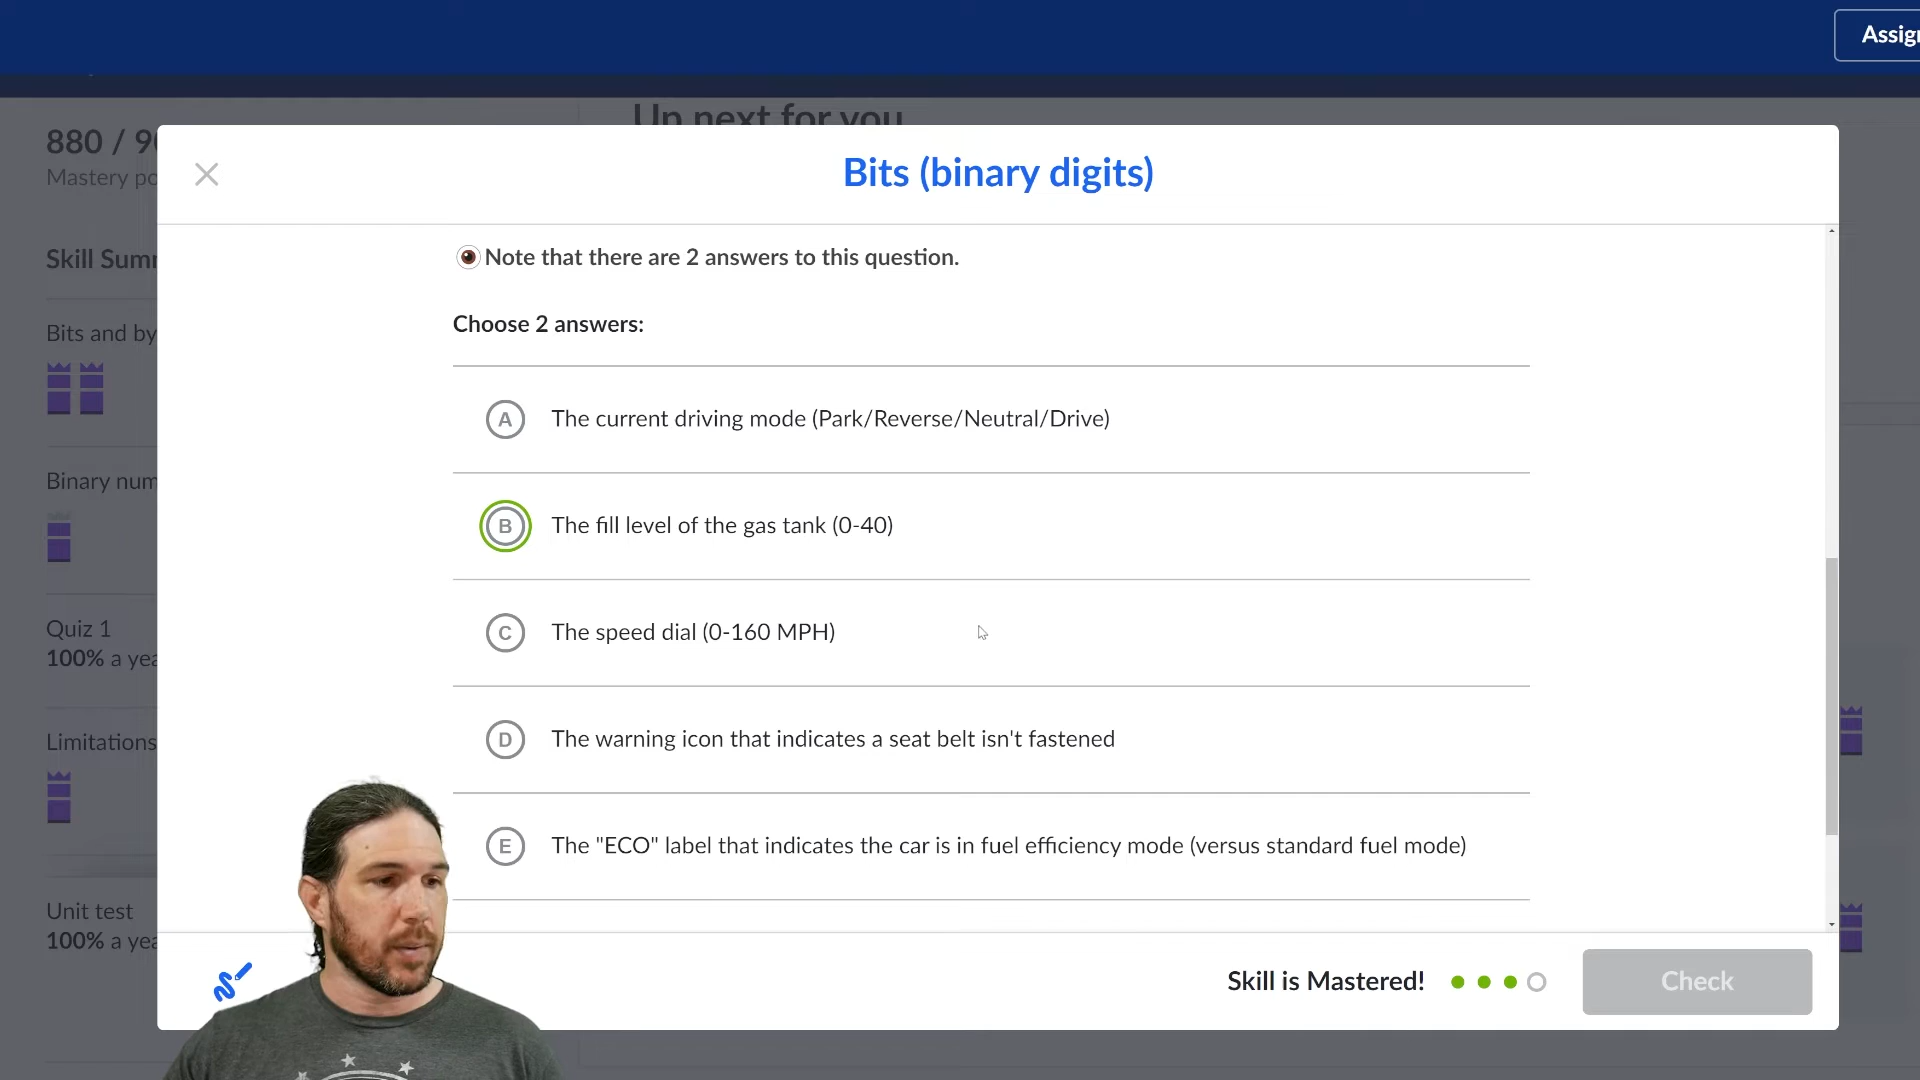 Assig
Up next for you
880 / 90
Mastery po
Bits (binary digits)
Skill Summ
Note that there are 2 answers to this question.
Choose 2 answers:
Bits and by
A The current driving mode (Park/Reverse/Neutral/Drive)
Binary num
B The fill level of the gas tank (0-40)
Quiz 1
100% a yea
C The speed dial (0-160 MPH)
Limitations
D The warning icon that indicates a seat belt isn't fastened
E The "ECO" label that indicates the car is in fuel efficiency mode (versus standard fuel mode)
Unit test
100% a yea
Skill is Mastered!
Check